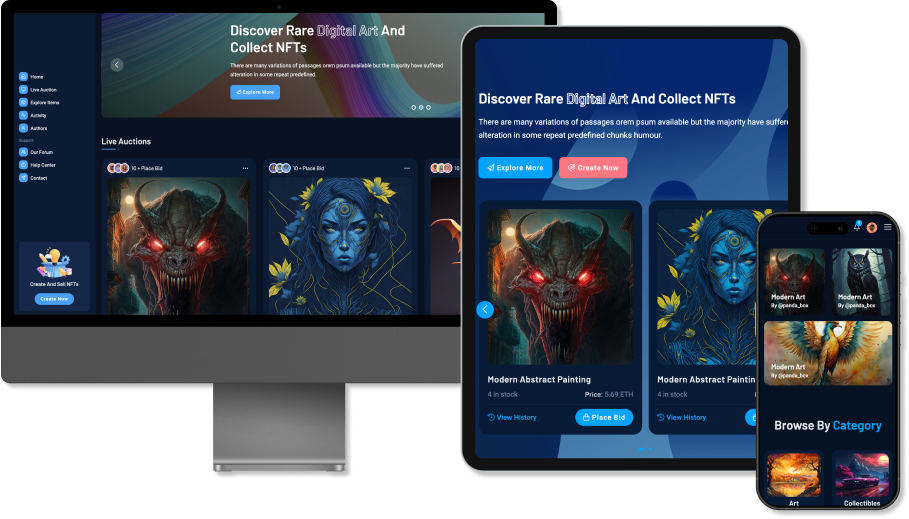 Discover Rare Digital Art And
Collect NFTs
There are many variations of passages orem psum available but the majority have suffered
alteration in some repeat predefined.
Explore More
Home
Live Auction
Explore Items
Activity
Authors
Support
Our Forum
Help Center
Contact
Create And Sell NFTs
Create Now
Live Auctions
10+ Place Bid
10+ Place Bid
10
Discover Rare Digital Art And Collect NFTs
There are many variations of passages orem psum available but the majority have suffere
alteration in some repeat predefined chunks humour.
Explore More
Create Now
Modern Abstract Painting
4 in stock
Price: 5.69 ETH
View History
Place Bid
Modern Abstract Paintin
4 in stock
View History
Modern Art
By @panda_box
Modern Art
By @panda_box
Modern Art
By @panda_box
Browse By Category
Art
Collectibles